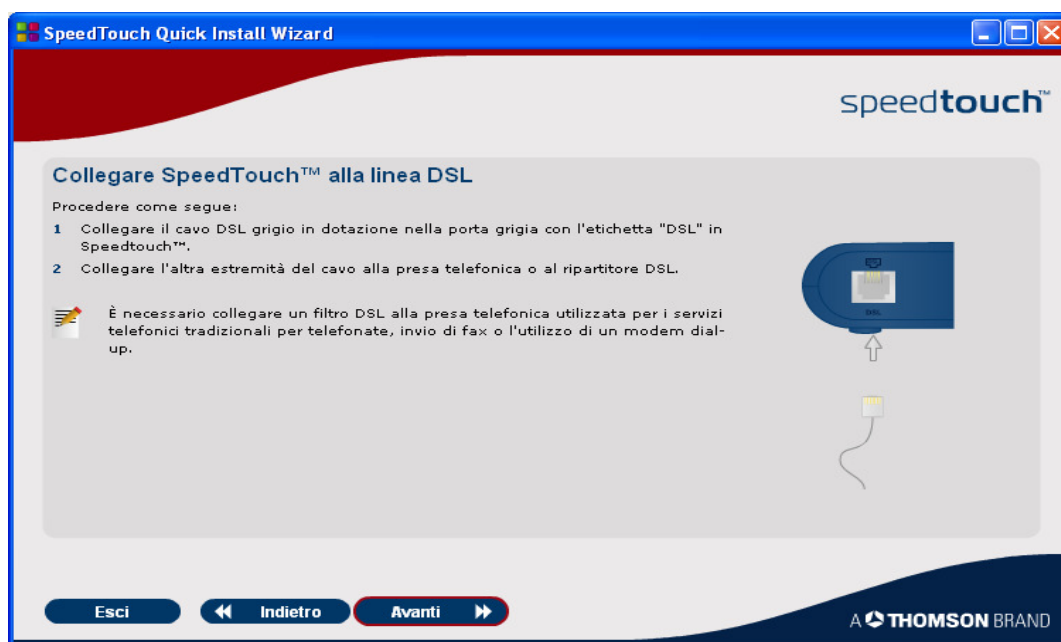 SpeedTouch Quick Install Wizard
speedtouch™
Collegare SpeedTouch™ alla linea DSL
Procedere come segue:
1 Collegare il cavo DSL grigio in dotazione nella porta grigia con l'etichetta "DSL" in
Speedtouch™.
2 Collegare l'altra estremità del cavo alla presa telefonica o al ripartitore DSL.
È necessario collegare un filtro DSL alla presa telefonica utilizzata per i servizi
telefonici tradizionali per telefonate, invio di fax o l'utilizzo di un modem dial-
up.
DSL
Esci
Indietro
Avanti
A THOMSON BRAND